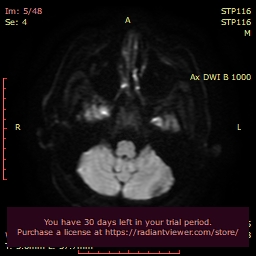 Im: 5/48
Se: 4
STP116
STP116
M
A
Ax DWI B 1000
R
L
You have 30 days left in your trial period.
Purchase a license at https://radiantviewer.com/store/